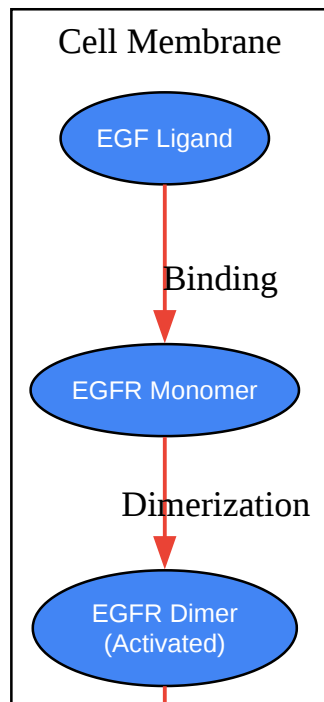 Cell Membrane
EGF Ligand
Binding
EGFR Monomer
Dimerization
EGFR Dimer
(Activated)